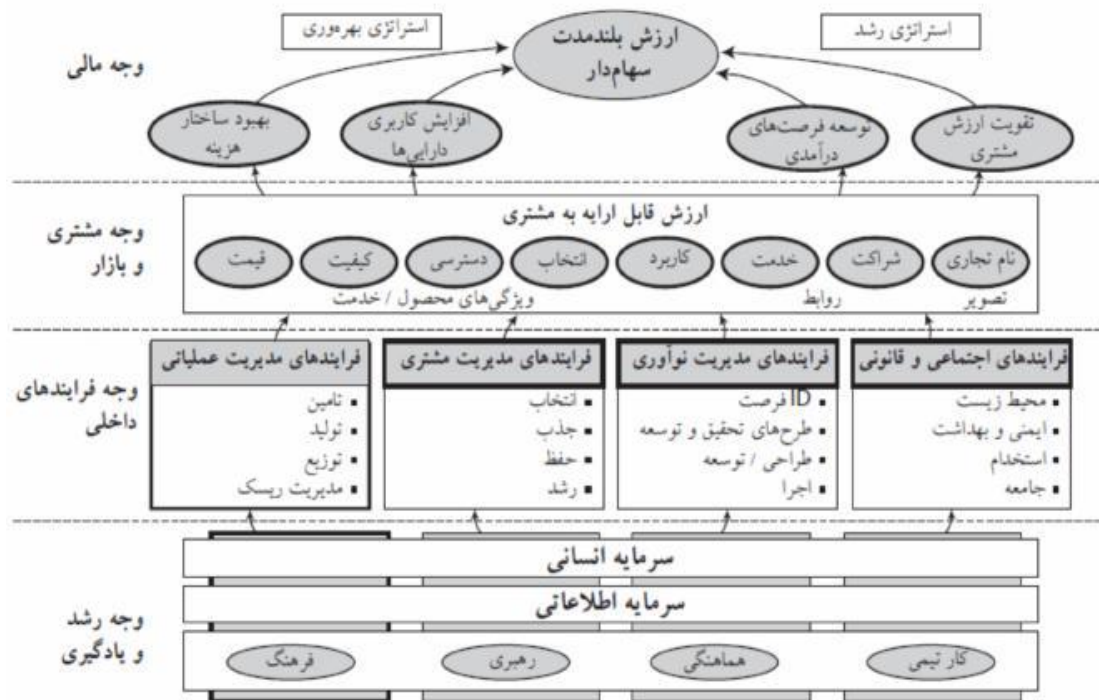 استراتژی رشد
استراتژی بهره‌وری
ارزش بلندمدت
سهام‌دار
وجه مالی
تقویت ارزش
مشتری
توسعه فرصت‌های
درآمدی
افزایش کاربری
دارایی‌ها
بهبود ساختار
هزینه
وجه مشتری
و بازار
ارزش قابل ارایه به مشتری
نام تجاری
شراکت
خدمت
کاربرد
انتخاب
دسترسی
کیفیت
قیمت
تصویر
روابط
ویژگی‌های محصول / خدمت
وجه فرایندهای
داخلی
فرایندهای اجتماعی و قانونی
▪ محیط زیست
▪ ایمنی و بهداشت
▪ استخدام
▪ جامعه
فرایندهای مدیریت نوآوری
▪ ID فرصت
▪ طرح‌های تحقیق و توسعه
▪ طراحی / توسعه
▪ اجرا
فرایندهای مدیریت مشتری
▪ انتخاب
▪ جذب
▪ حفظ
▪ رشد
فرایندهای مدیریت عملیاتی
▪ تامین
▪ تولید
▪ توزیع
▪ مدیریت ریسک
وجه رشد
و یادگیری
سرمایه انسانی
سرمایه اطلاعاتی
کار تیمی
هماهنگی
رهبری
فرهنگ